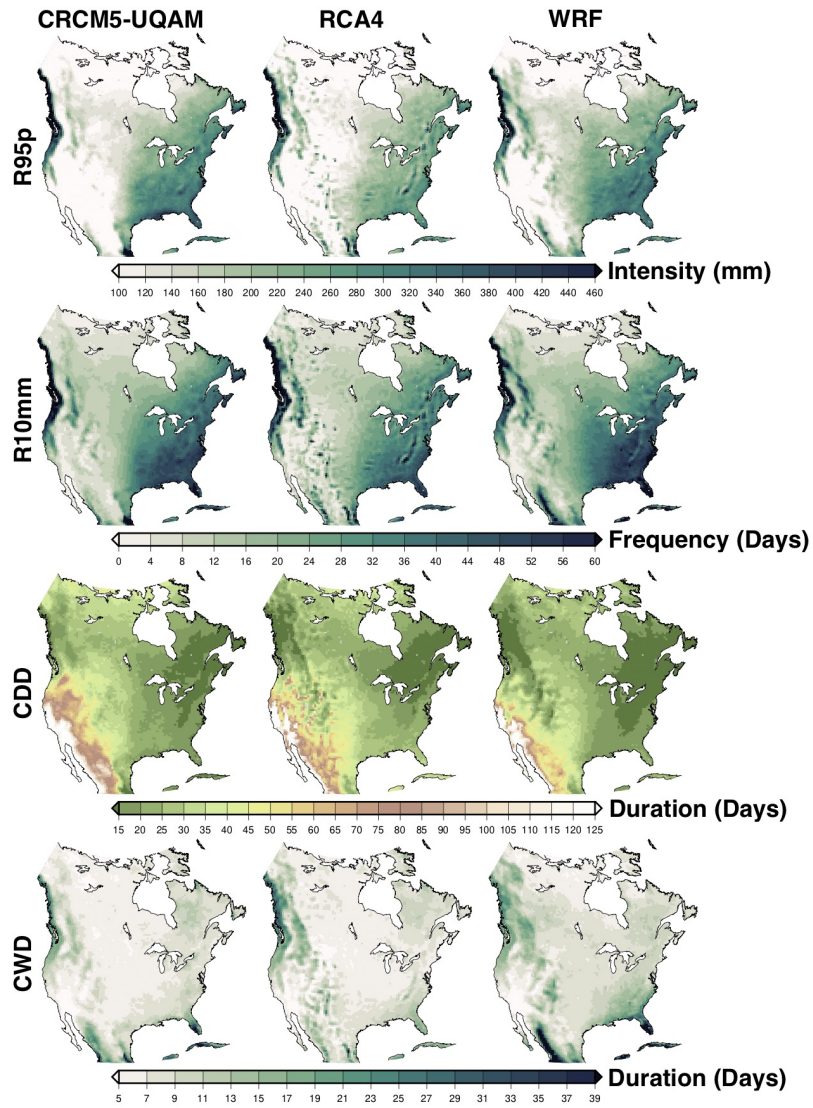 CRCM5-UQAM RCA4 WRF
R95p
100 120 140 160 180 200 220 240 260 280 300 320 340 360 380 400 420 440 460
Intensity (mm)
R10mm
0 4 8 12 16 20 24 28 32 36 40 44 48 52 56 60
Frequency (Days)
CDD
15 20 25 30 35 40 45 50 55 60 65 70 75 80 85 90 95 100 105 110 115 120 125
Duration (Days)
CWD
5 7 9 11 13 15 17 19 21 23 25 27 29 31 33 35 37 39
Duration (Days)